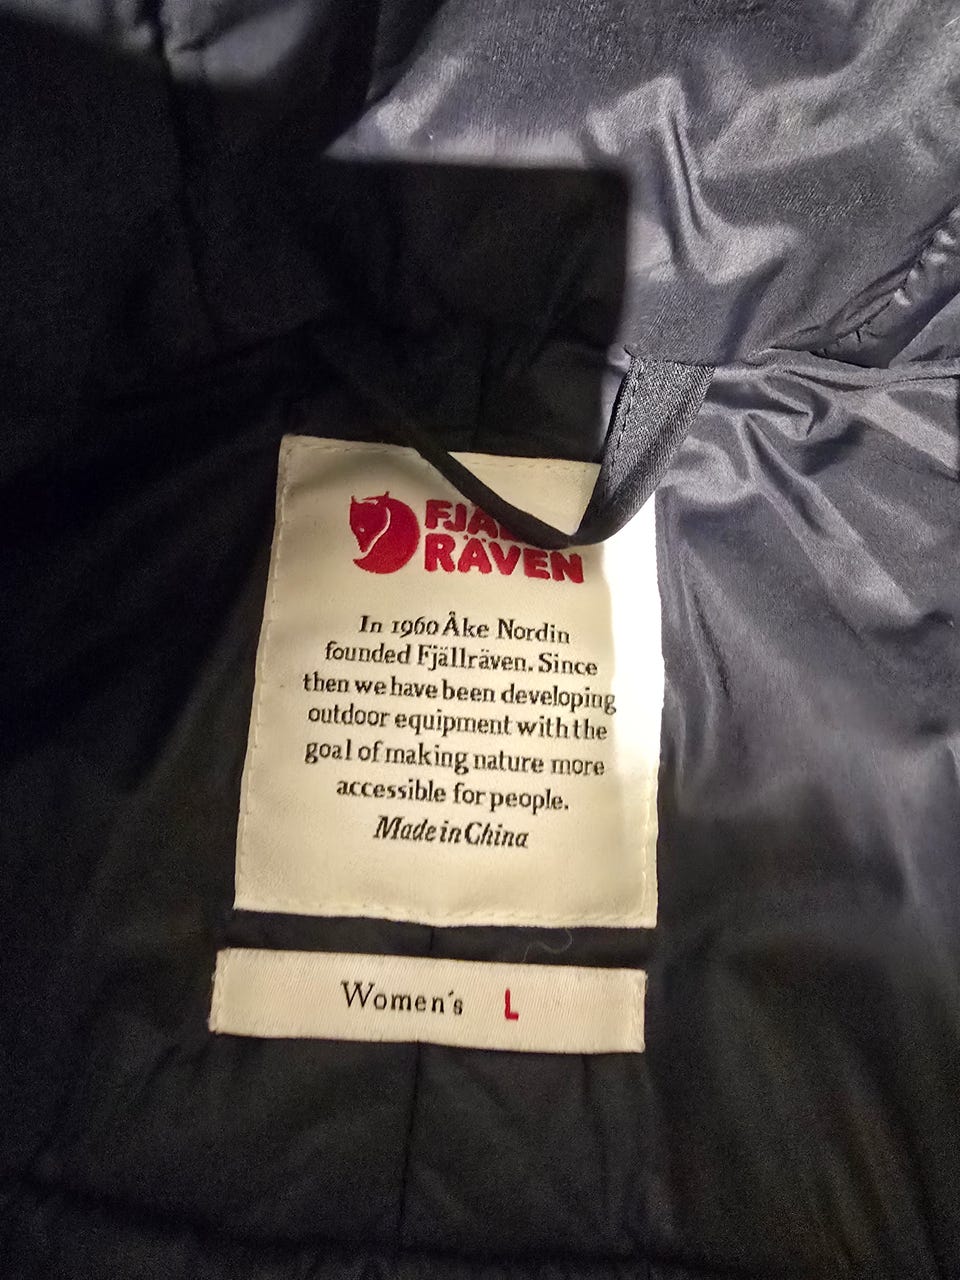 RÄVEN
In 1960 Åke Nordin
founded Fjällräven. Since
then we have been developing
outdoor equipment with the
goal of making nature more
accessible for people.
Made in China
Women's L